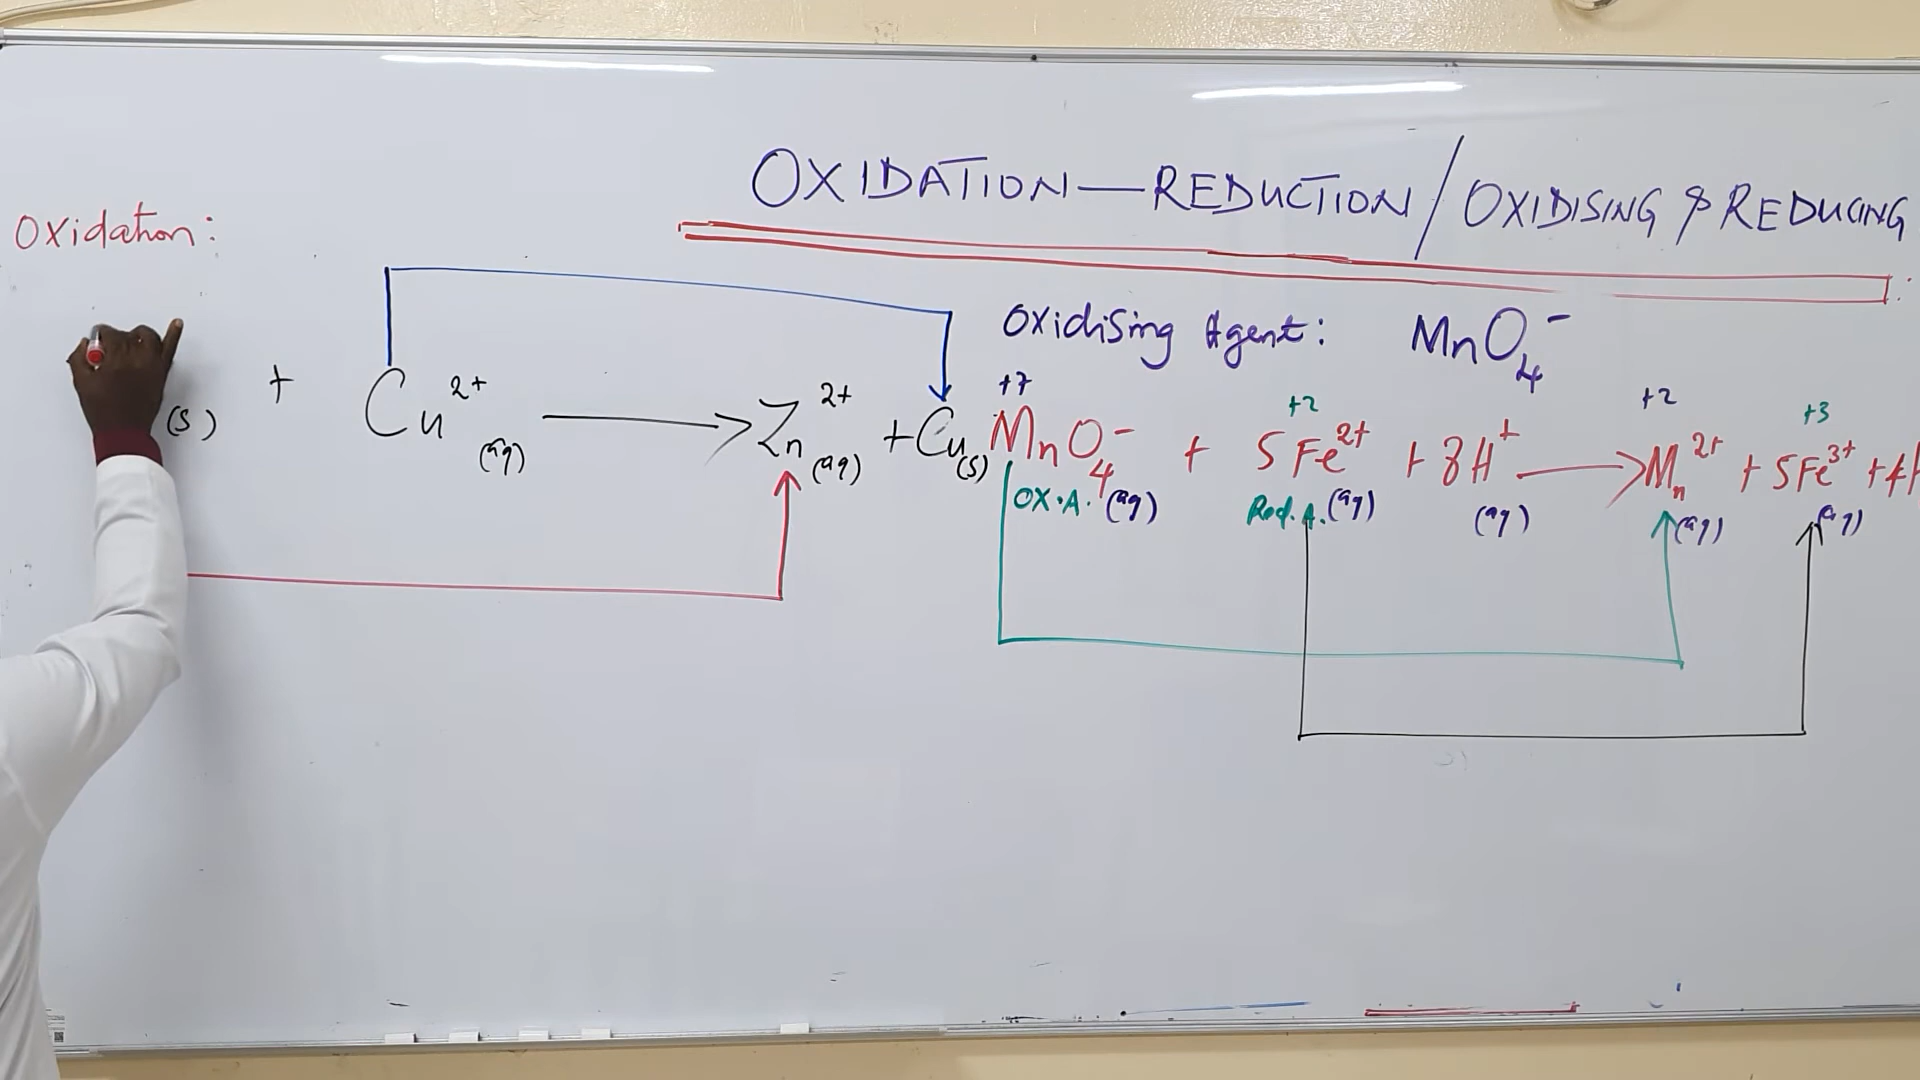 OXIDATION—REDUCTION/OXIDISING & REDUCING
Oxidation:
Oxidising Agent: MnO₄⁻
(s) + Cu²⁺(aq) ⟶ Zn²⁺(aq) + Cu(s)
+7 +2 +2 +3
MnO₄⁻(aq) + 5Fe²⁺(aq) + 8H⁺(aq) ⟶ Mn²⁺(aq) + 5Fe³⁺(aq) + 4
OX.A. Red.A.